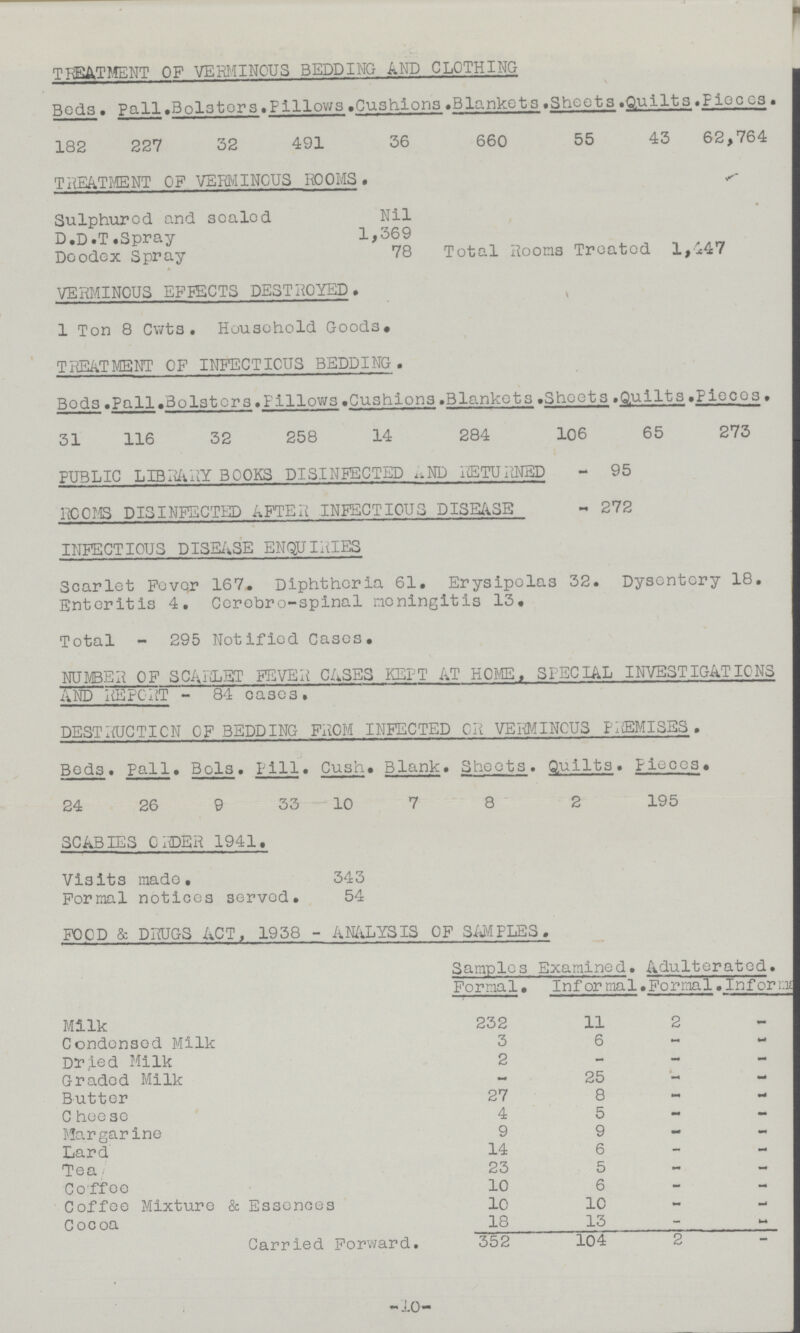 TREATMENT OF VERMINOUS BEDDING AND CLOTHING
Beds. Pall. Bolsters. Pillows. Cushions. Blankets. Sheets. Quilts. Pieces.
182 227 32 491 36 660 55 43 62,764
TREATMENT OF VERMINOUS ROOMS.
Sulphured and sealed Nil
D.D.T. Spray 1,369
Deodex Spray 78 Total Rooms Treated 1,447
VERMINOUS EFFECTS DESTROYED.
1 Ton 8 Cwts. Household Goods.
TREATMENT OF INFECTIOUS BEDDING.
Beds. Pall. Bolsters. Pillows. Cushions. Blankets. Sheets. Quilts. Pieces.
31 116 32 258 14 284 106 65 273
PUBLIC LIBRARY BOOKS DISINFECTED AND RETURNED - 95
ROOMS DISINFECTED AFTER INFECTIOUS DISEASE - 272
INFECTIOUS DISEASE ENQUIRIES
Scarlet Fever 167. Diphtheria 61. Erysipelas 32. Dysentery 18.
Enteritis 4. Cerebro-spinal meningitis 13.
Total - 295 Notified Cases.
NUMBER OF SCARLET FEVER CASES KEPT AT HOME, SPECIAL INVESTIGATIONS
AND REPORT - 84 cases.
DESTRUCTION OF BEDDING FROM INFECTED OR VERMINOUS PREMISES.
Beds. Pall. Bols. Pill. Cush. Blank. Sheets. Quilts. Pieces.
24 26 9 33 10 7 8 2 195
SCABIES ORDER 1941.
Visits made. 343
Formal notices served. 54
FOOD & DRUGS ACT, 1938 - ANALYSIS OF SAMPLES.
Samples Examined. Adulterated.
Formal. Informal. Formal. Informa
Milk 232 11 2 -
Condensed Milk 3 6 - -
Dried Milk 2 - - -
Graded Milk - 25 - -
Butter 27 8 - -
Cheese 4 5 - -
Margarine 9 9 - -
Lard 14 6 - -
Tea 23 5 - -
Coffee 10 6 - -
Coffee Mixture & Essences 10 10 - -
Cocoa 18 13 - -
Carried Forward. 352 104 2 -
-10-